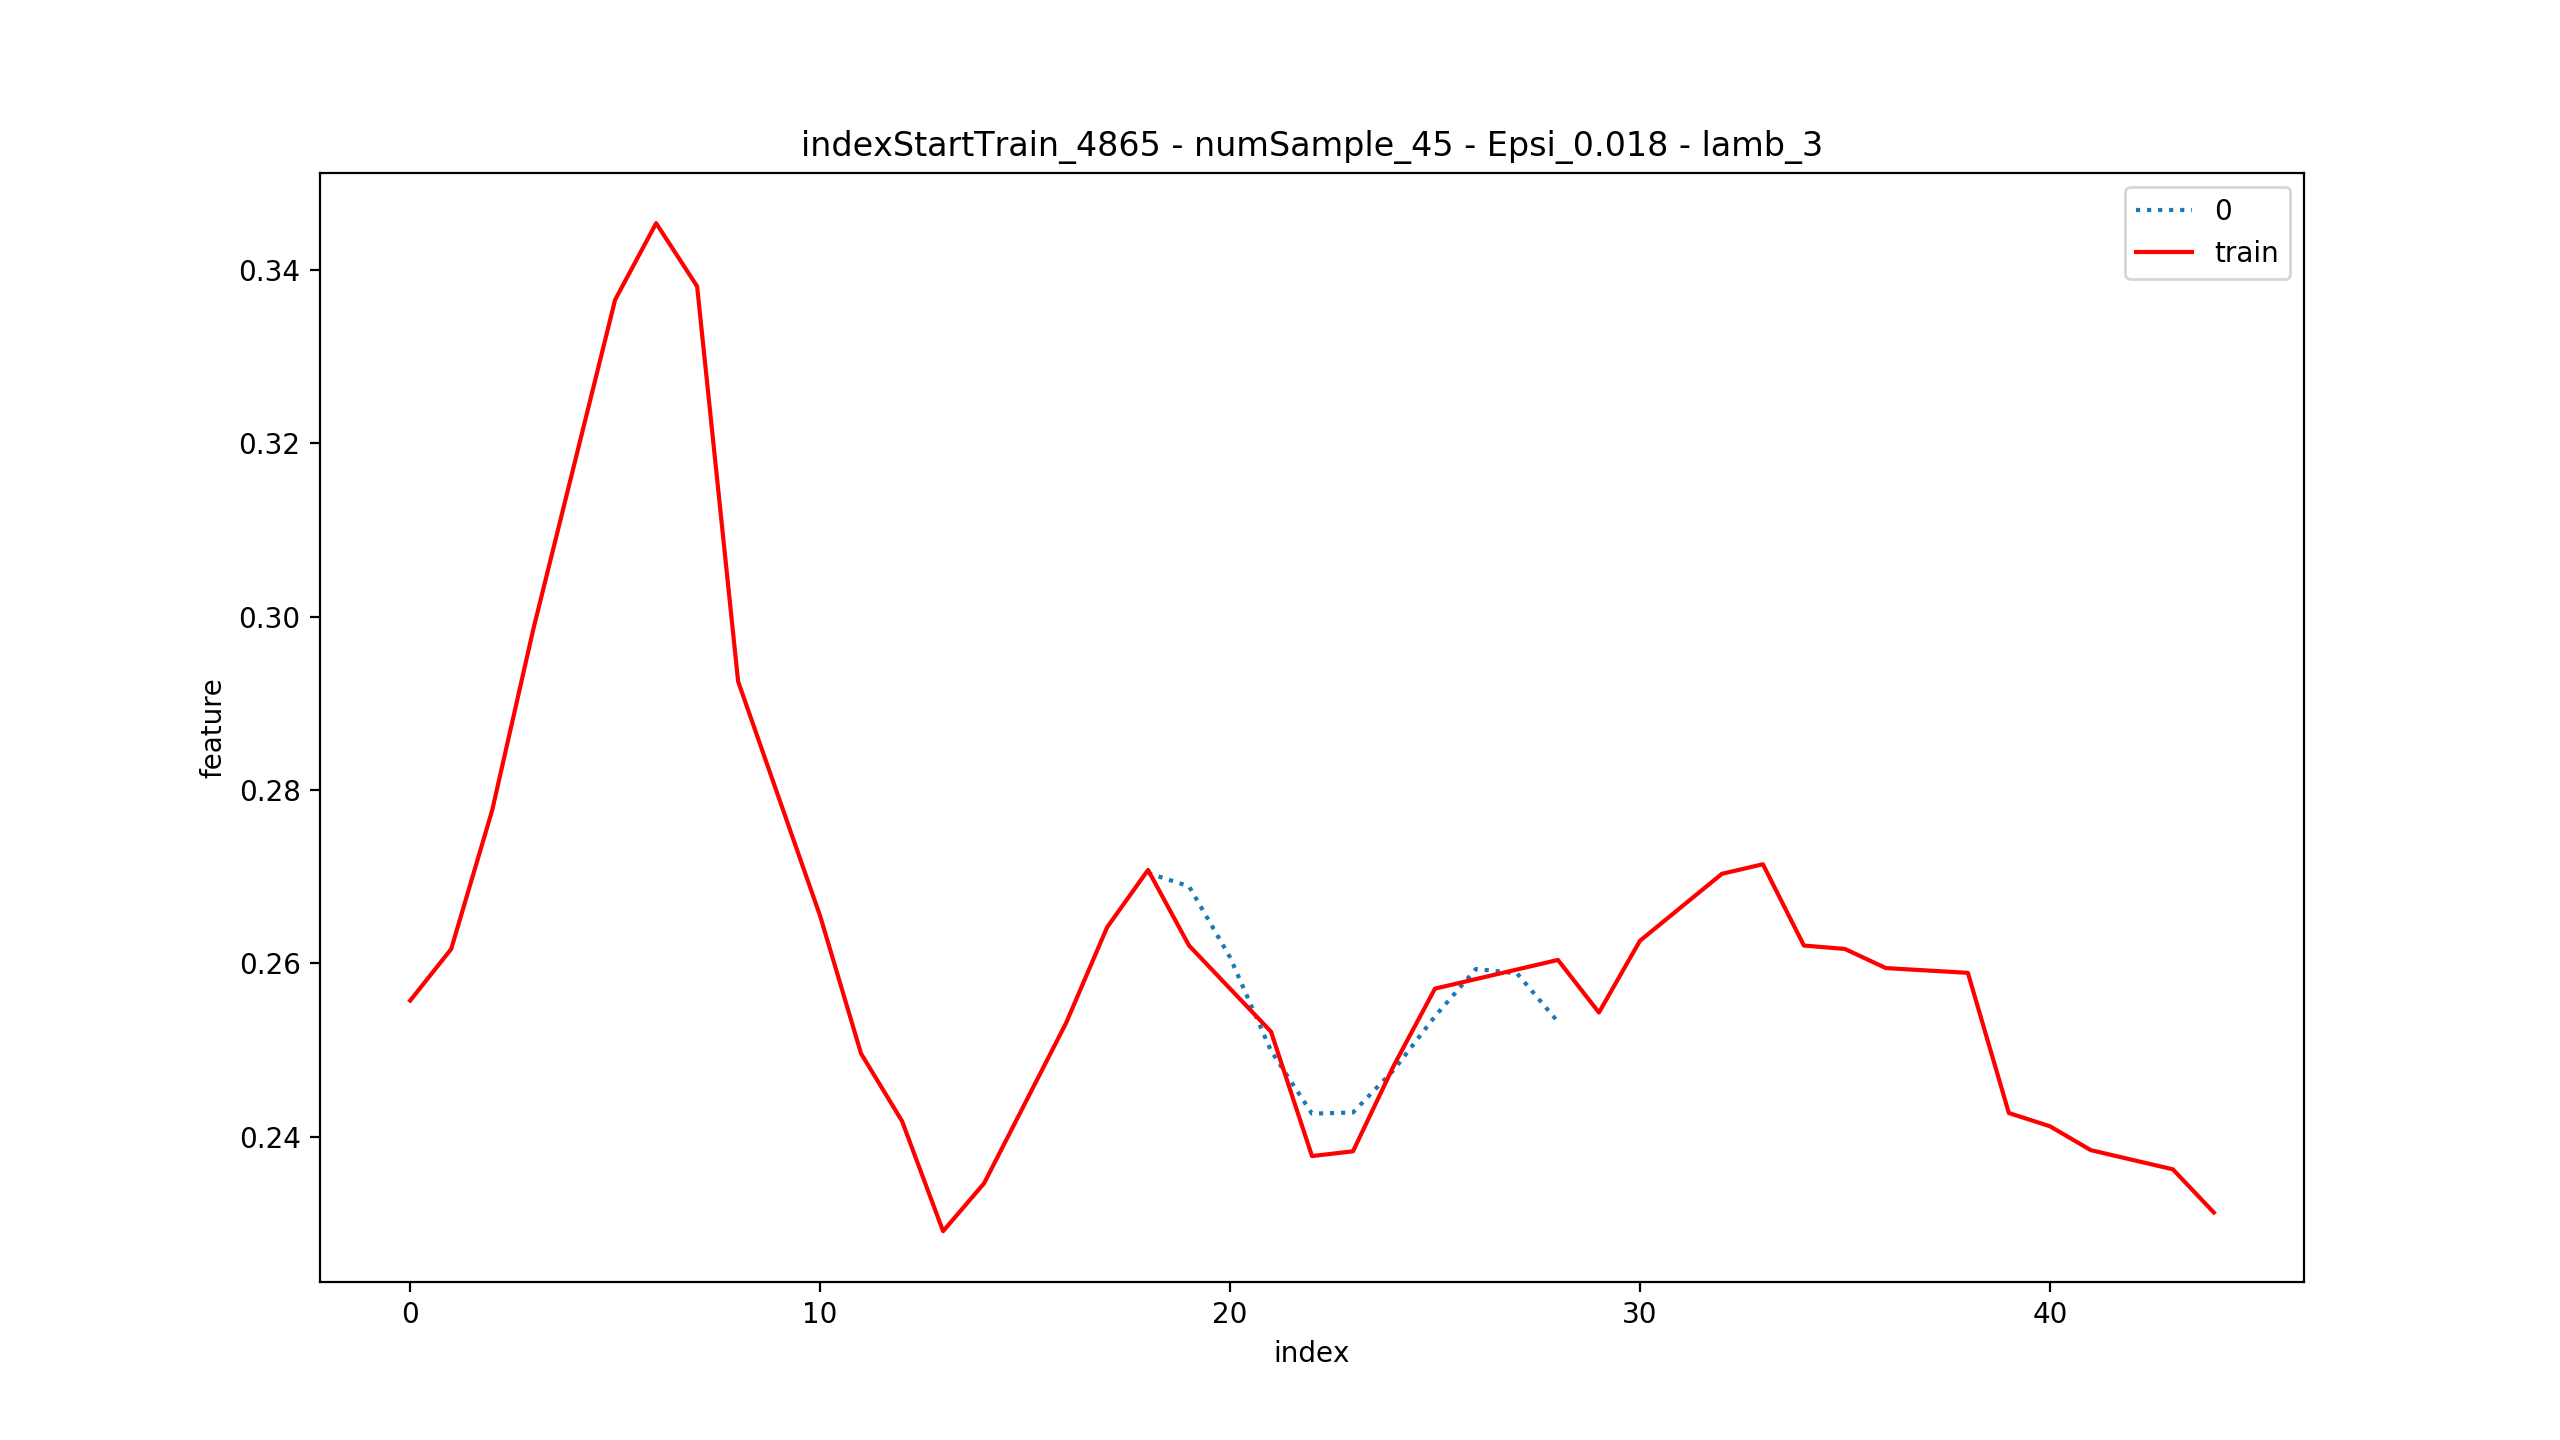 indexStartTrain_4865 - numSample_45 - Epsi_0.018 - lamb_3
0
train
0.34
0.32
0.30
0.28
0.26
0.24
feature
0 10 20 30 40
index